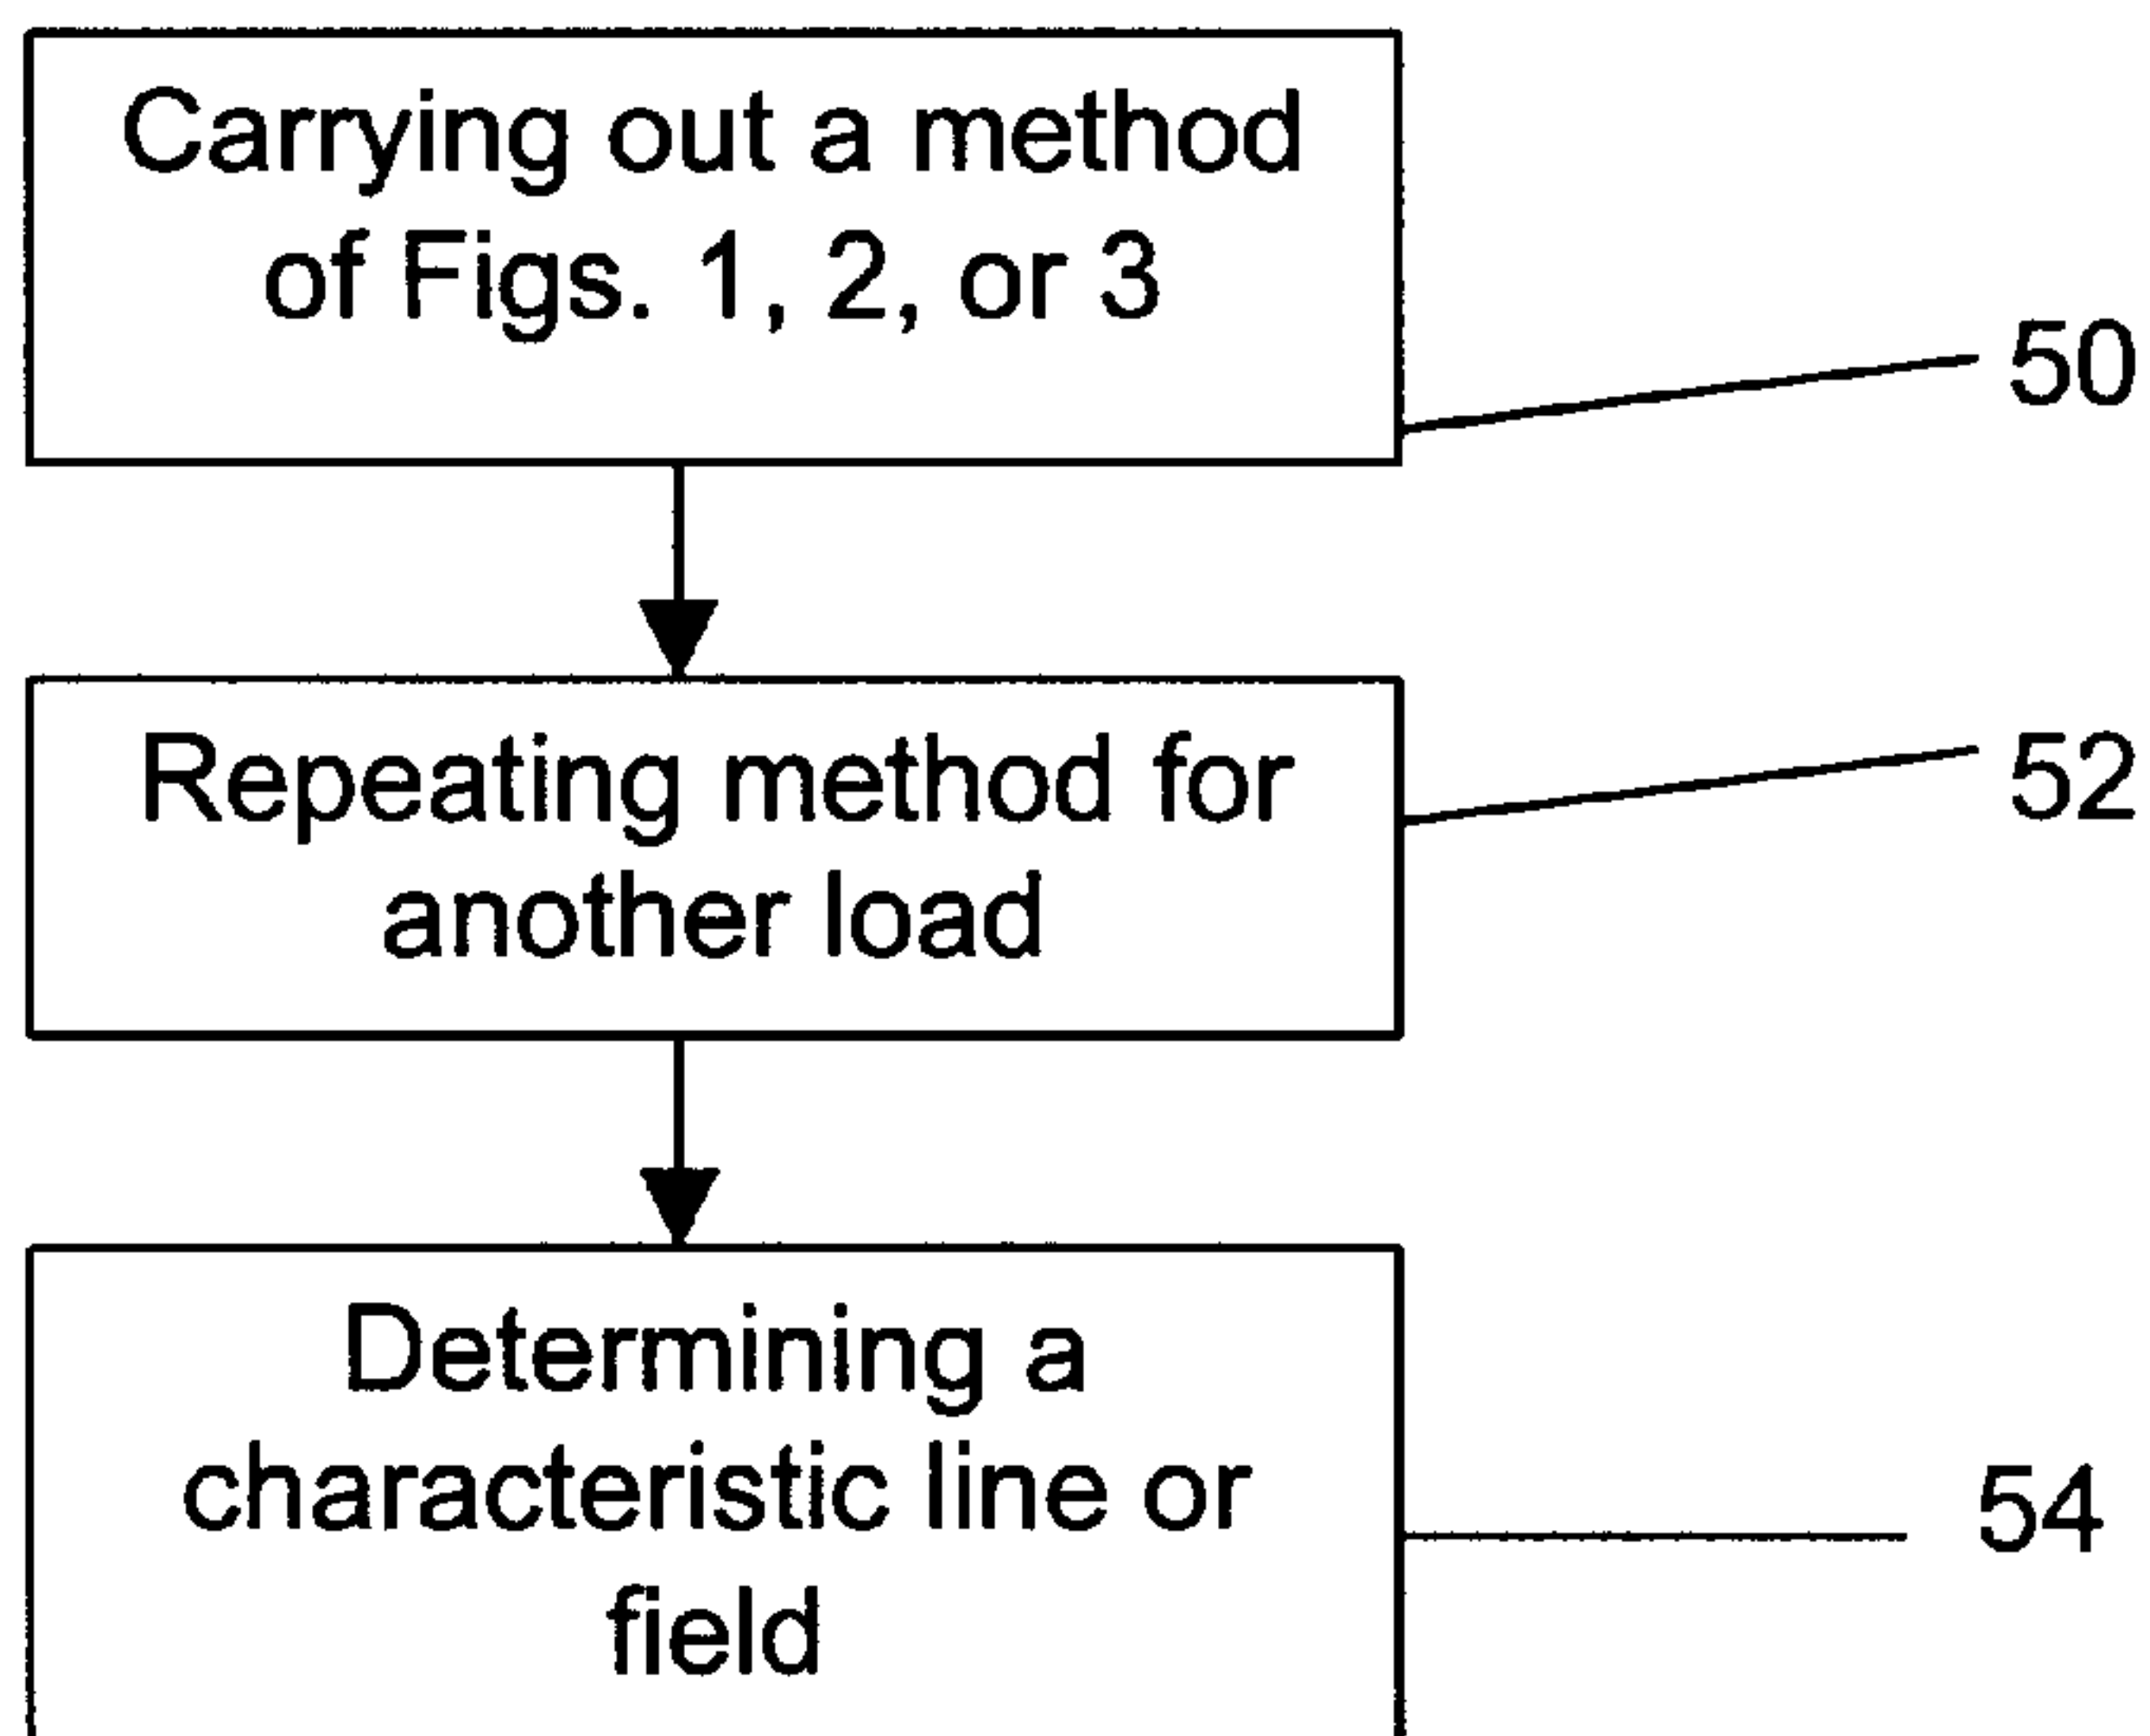 Carrying out a method
of Figs. 1, 2, or 3
50
Repeating method for
another load
52
Determining a
characteristic line or
field
54